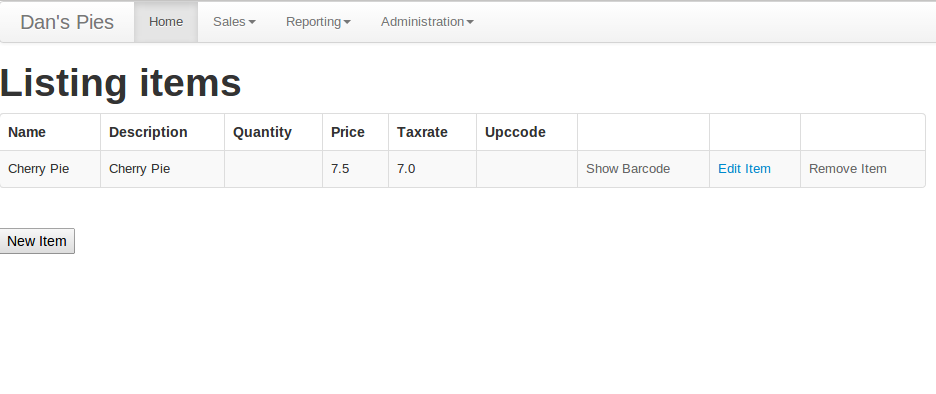 Dan's Pies Home Sales Reporting Administration
Listing items
Name Description Quantity Price Taxrate Upccode
Cherry Pie Cherry Pie 7.5 7.0 Show Barcode Edit Item Remove Item
New Item